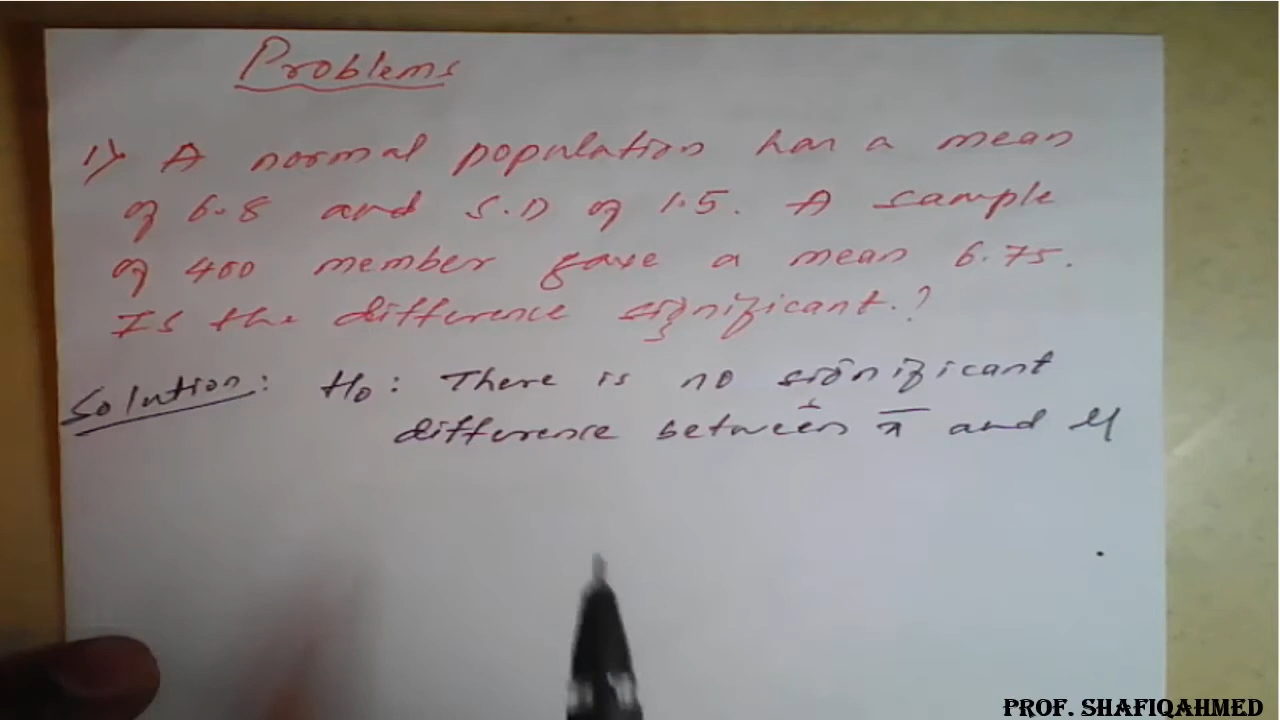 Problems
1) A normal population has a mean
of 6.8 and S.D of 1.5. A sample
of 400 member gave a mean 6.75.
Is the difference significant.?
Solution: H₀: There is no significant
difference between x̅ and μ
PROF. SHAFIQAHMED